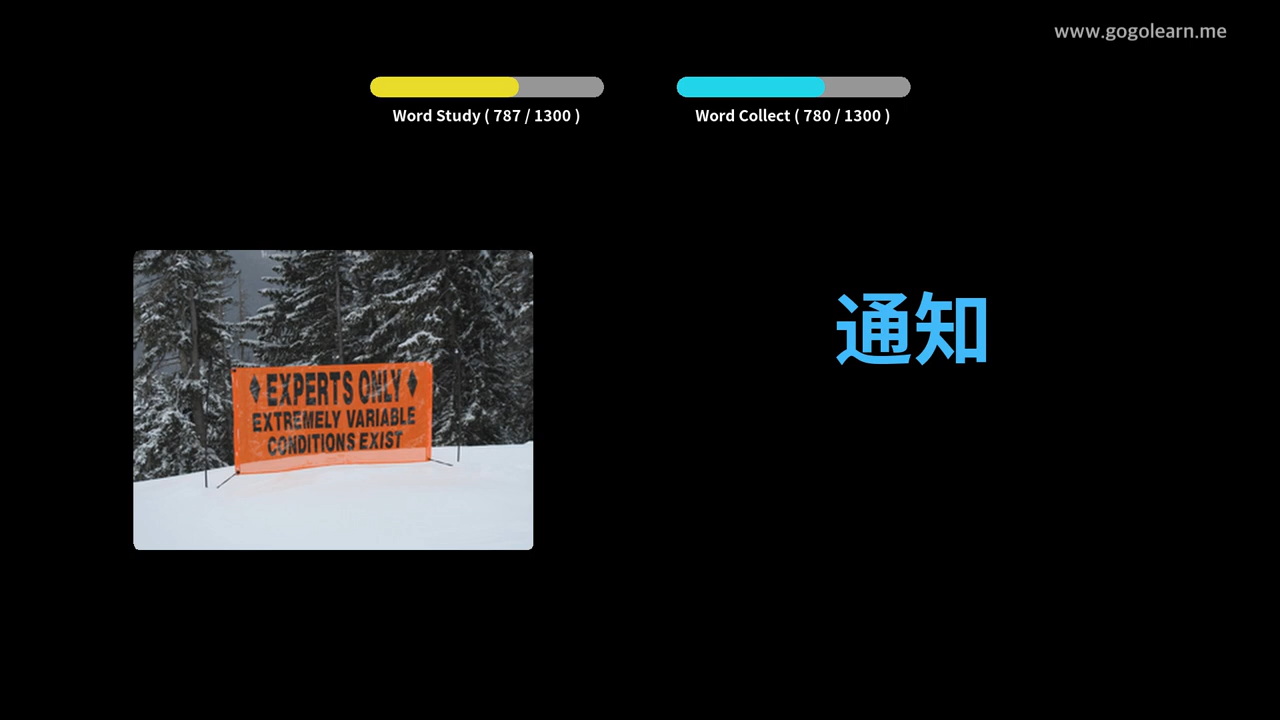 www.gogolearn.me
Word Study ( 787 / 1300 )
Word Collect ( 780 / 1300 )
EXPERTS ONLY
EXTREMELY VARIABLE
CONDITIONS EXIST
通知